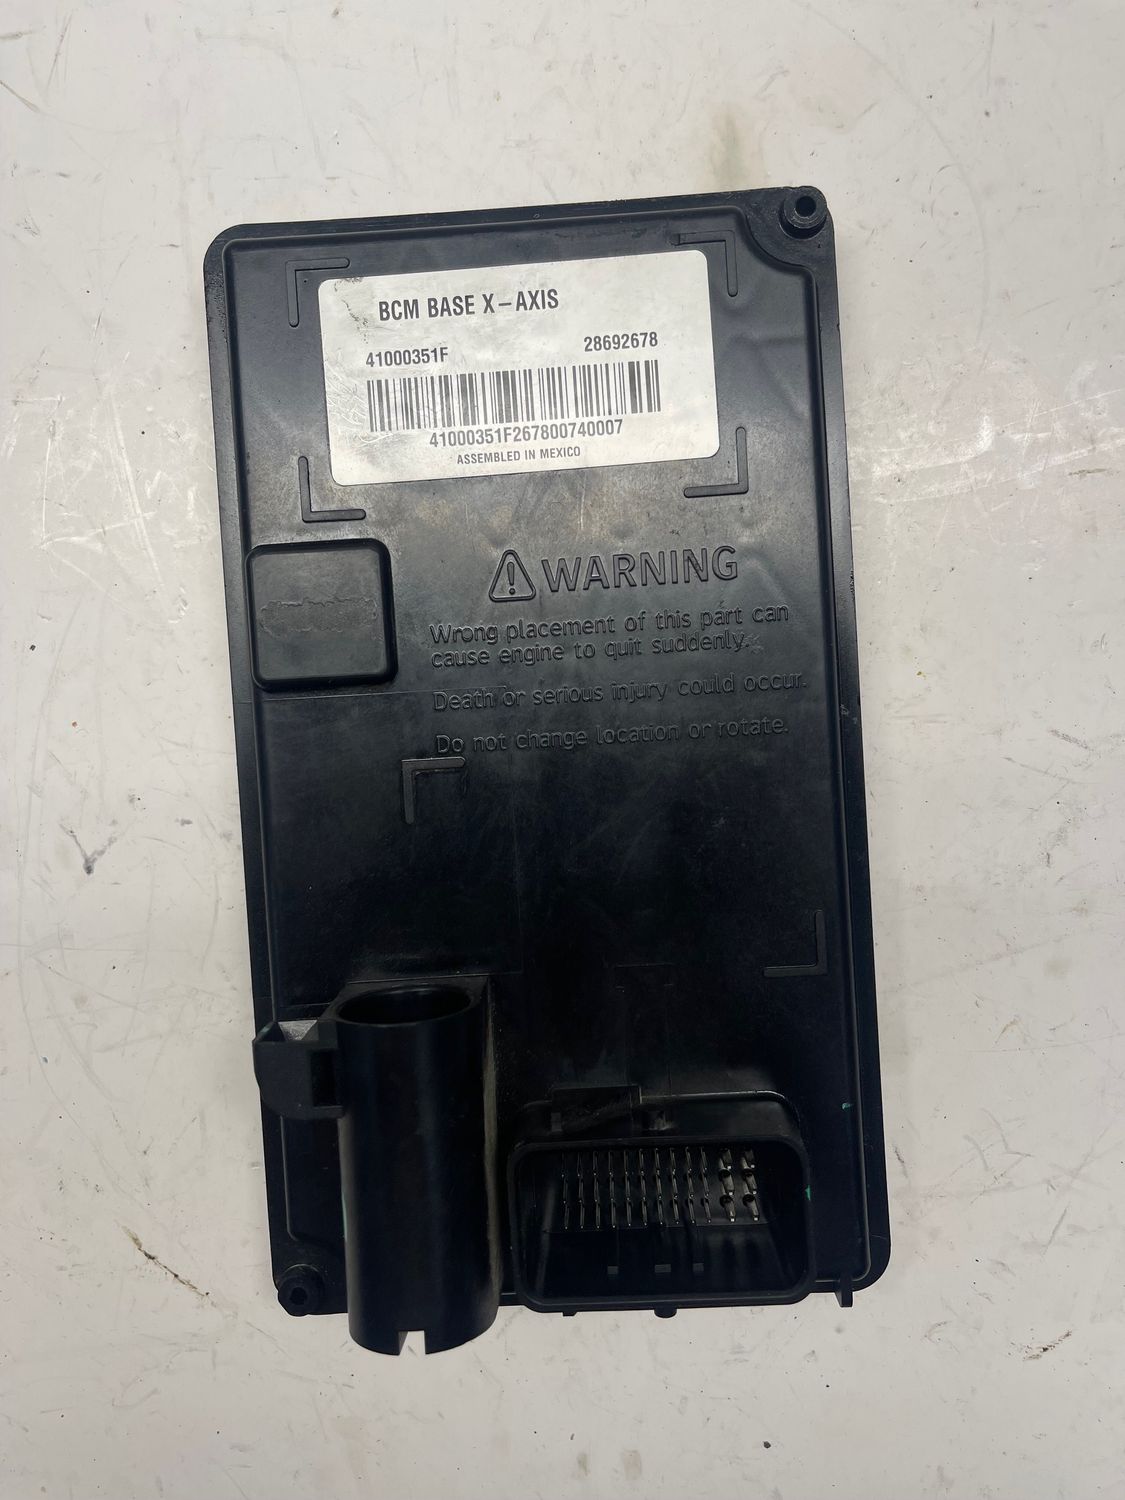 BCM BASE X-AXIS
41000351F 28692678
41000351F267800740007
ASSEMBLED IN MEXICO
WARNING
Wrong placement of this part can
cause engine to quit suddenly.
Death or serious injury could occur.
Do not change location or rotate.